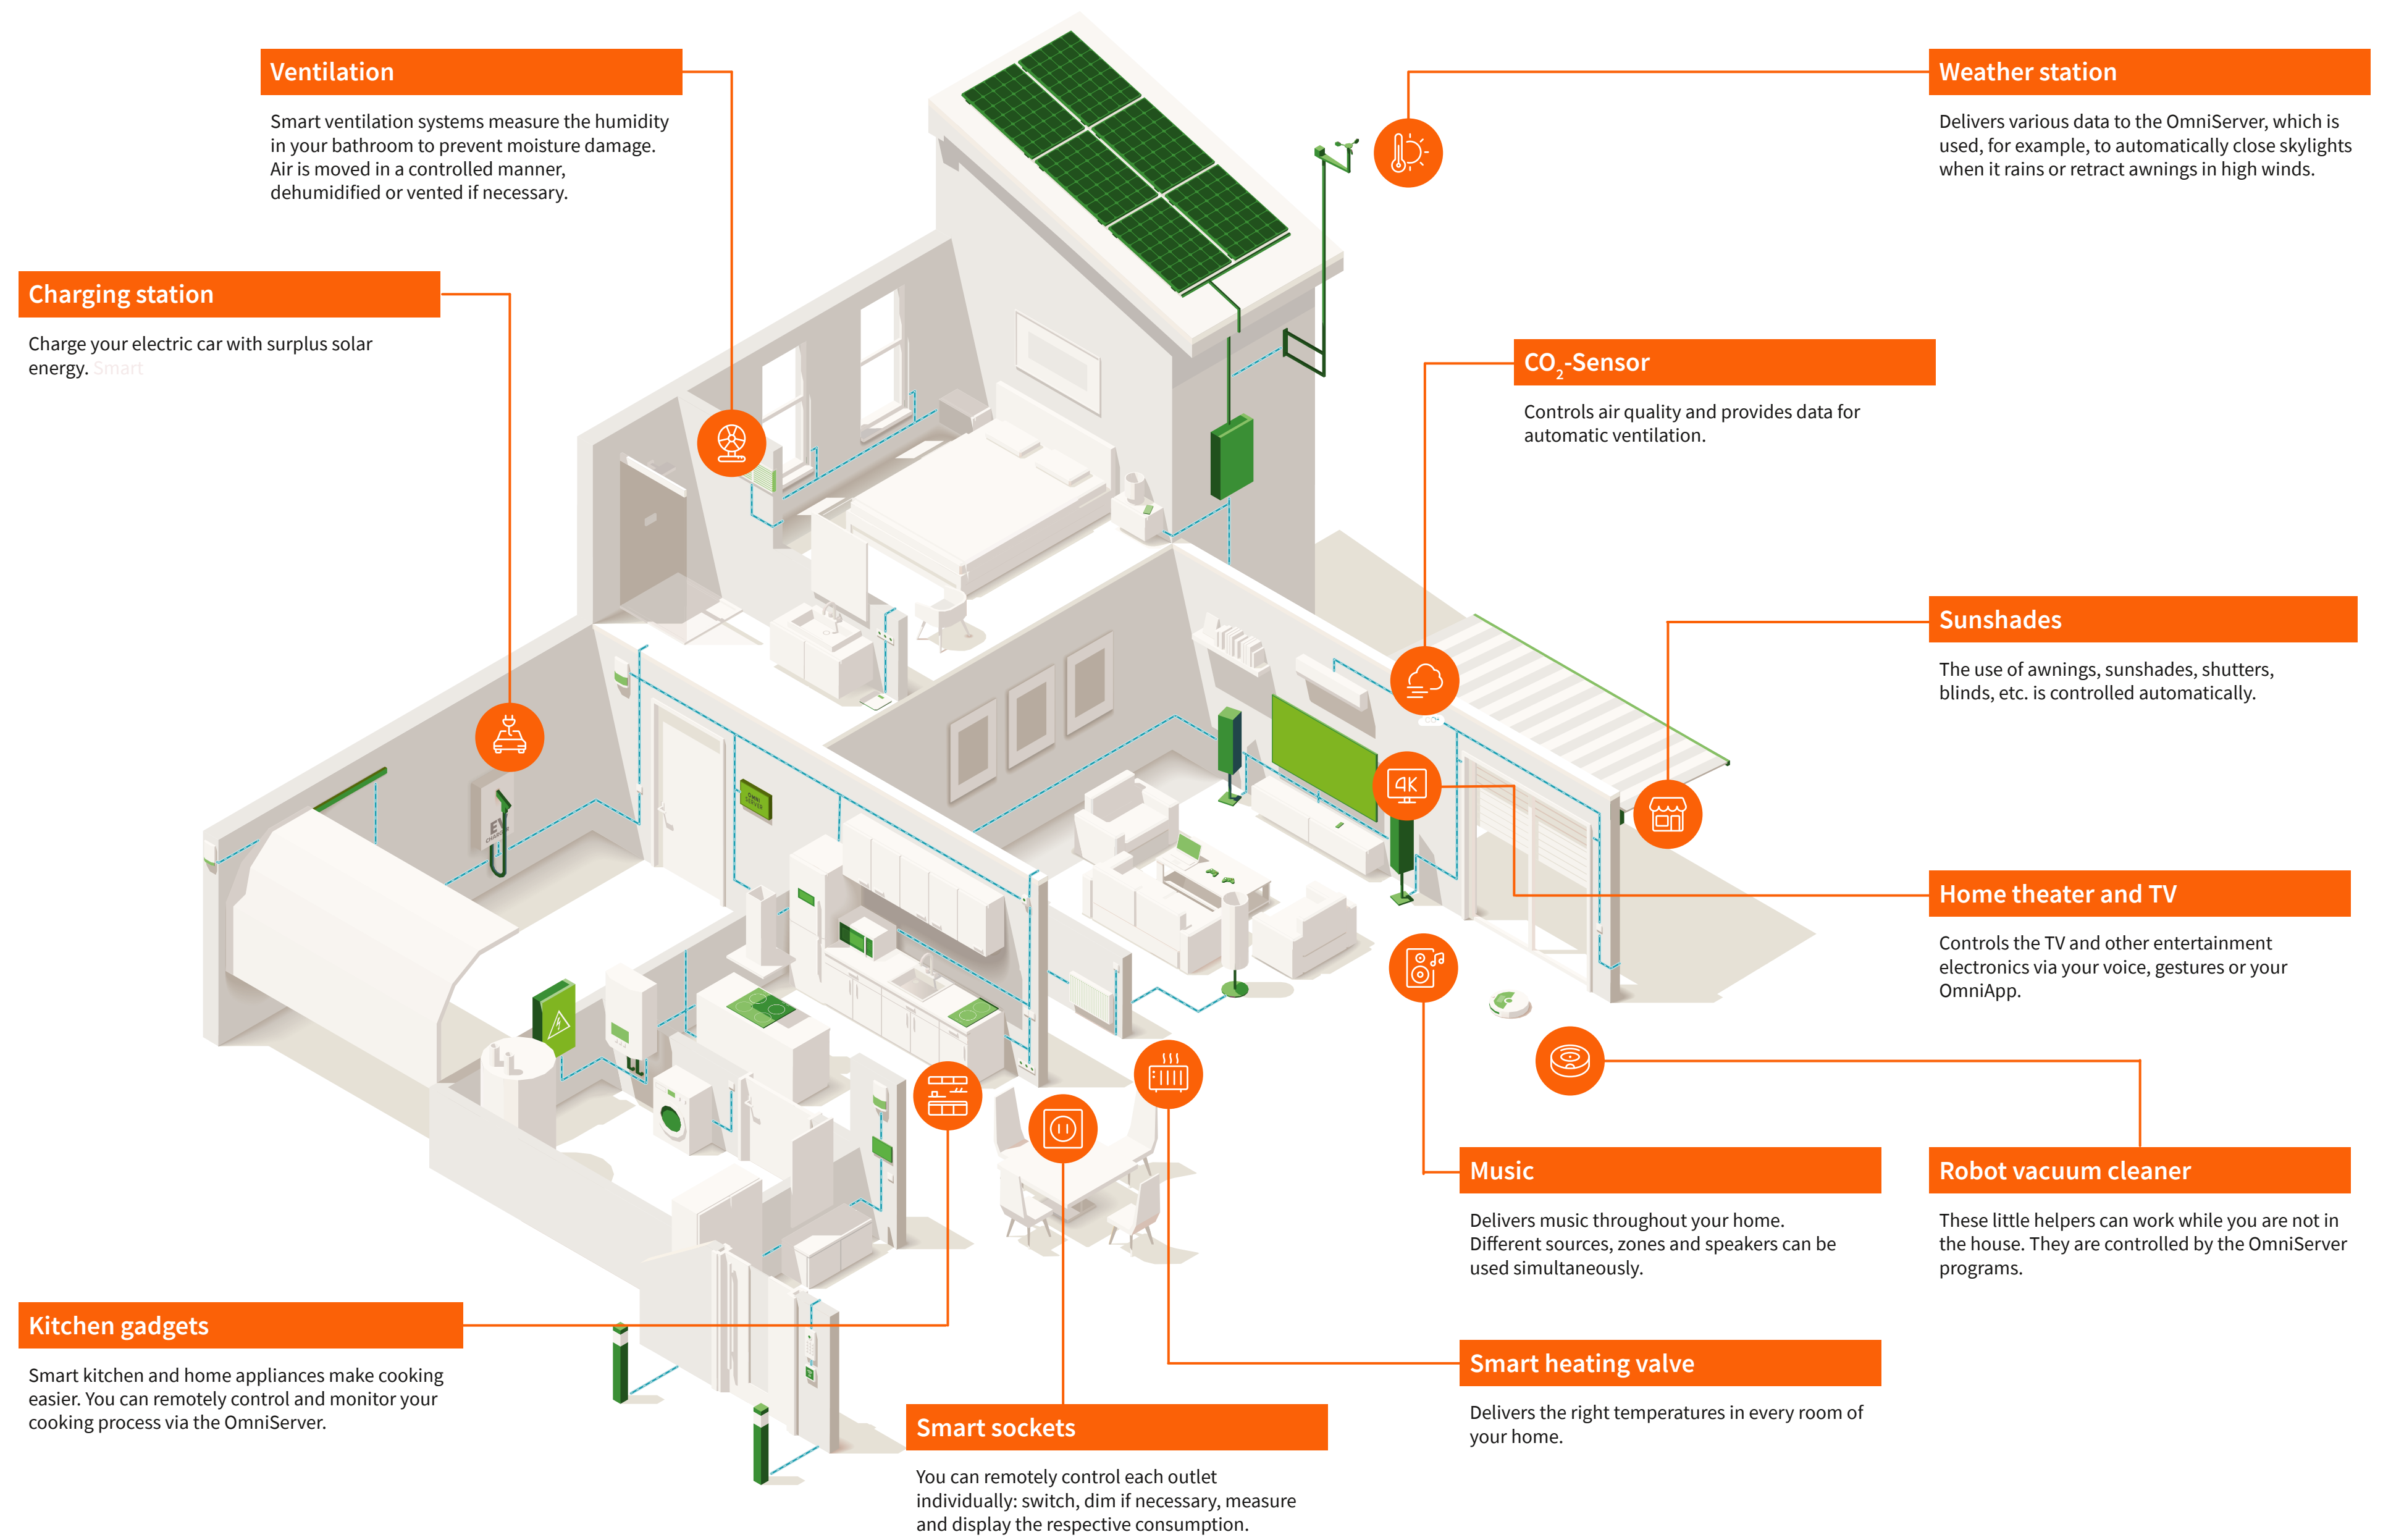 Ventilation
Smart ventilation systems measure the humidity
in your bathroom to prevent moisture damage.
Air is moved in a controlled manner,
dehumidified or vented if necessary.
Weather station
Delivers various data to the OmniServer, which is
used, for example, to automatically close skylights
when it rains or retract awnings in high winds.
Charging station
Charge your electric car with surplus solar
energy. Smart
CO₂-Sensor
Controls air quality and provides data for
automatic ventilation.
Sunshades
The use of awnings, sunshades, shutters,
blinds, etc. is controlled automatically.
4K
OMNI
SERVER
EV
Home theater and TV
Controls the TV and other entertainment
electronics via your voice, gestures or your
OmniApp.
Music
Delivers music throughout your home.
Different sources, zones and speakers can be
used simultaneously.
Robot vacuum cleaner
These little helpers can work while you are not in
the house. They are controlled by the OmniServer
programs.
Kitchen gadgets
Smart kitchen and home appliances make cooking
easier. You can remotely control and monitor your
cooking process via the OmniServer.
Smart heating valve
Delivers the right temperatures in every room of
your home.
Smart sockets
You can remotely control each outlet
individually: switch, dim if necessary, measure
and display the respective consumption.